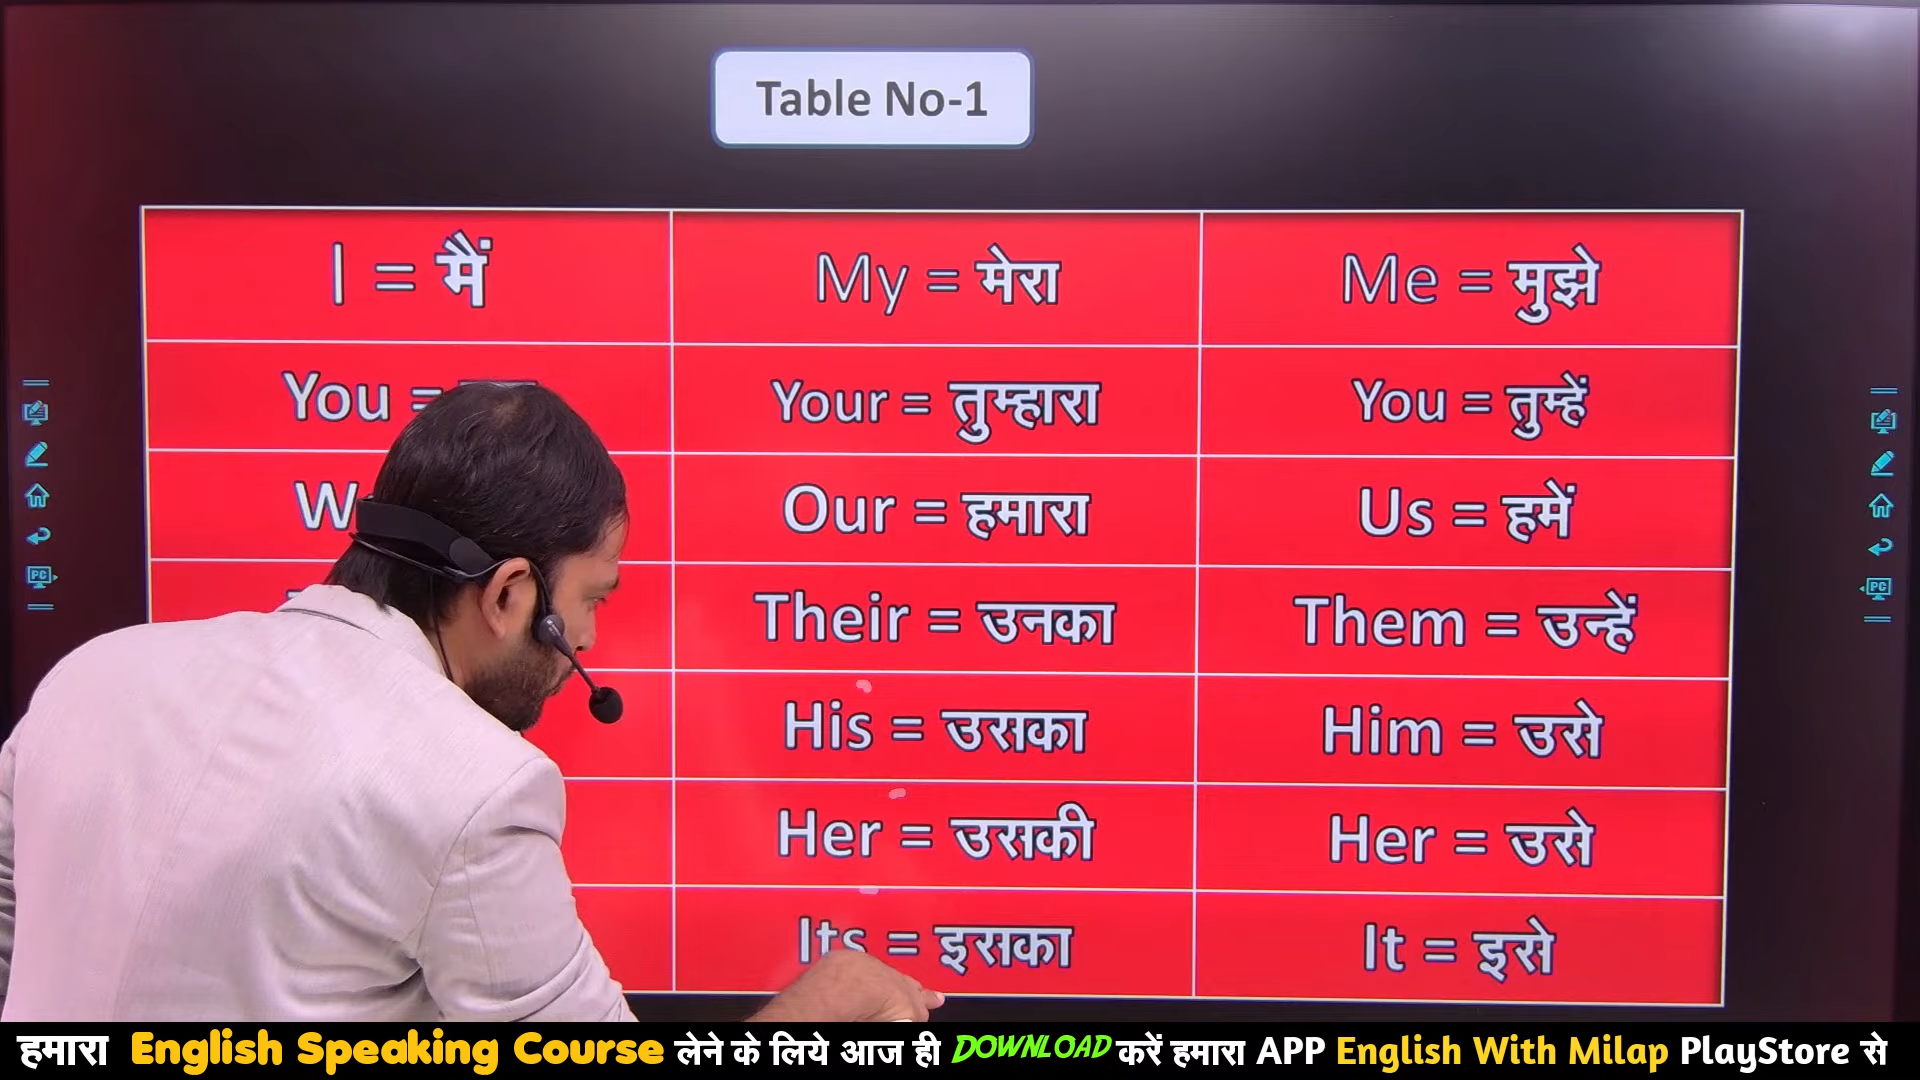 Table No-1
I = मैं
My = मेरा
Me = मुझे
You =
Your = तुम्हारा
You = तुम्हें
Our = हमारा
Us = हमें
Their = उनका
Them = उन्हें
His = उसका
Him = उसे
Her = उसकी
Her = उसे
Its = इसका
It = इसे
PC
PC
हमारा English Speaking Course लेने के लिये आज ही DOWNLOAD करें हमारा APP English With Milap PlayStore से